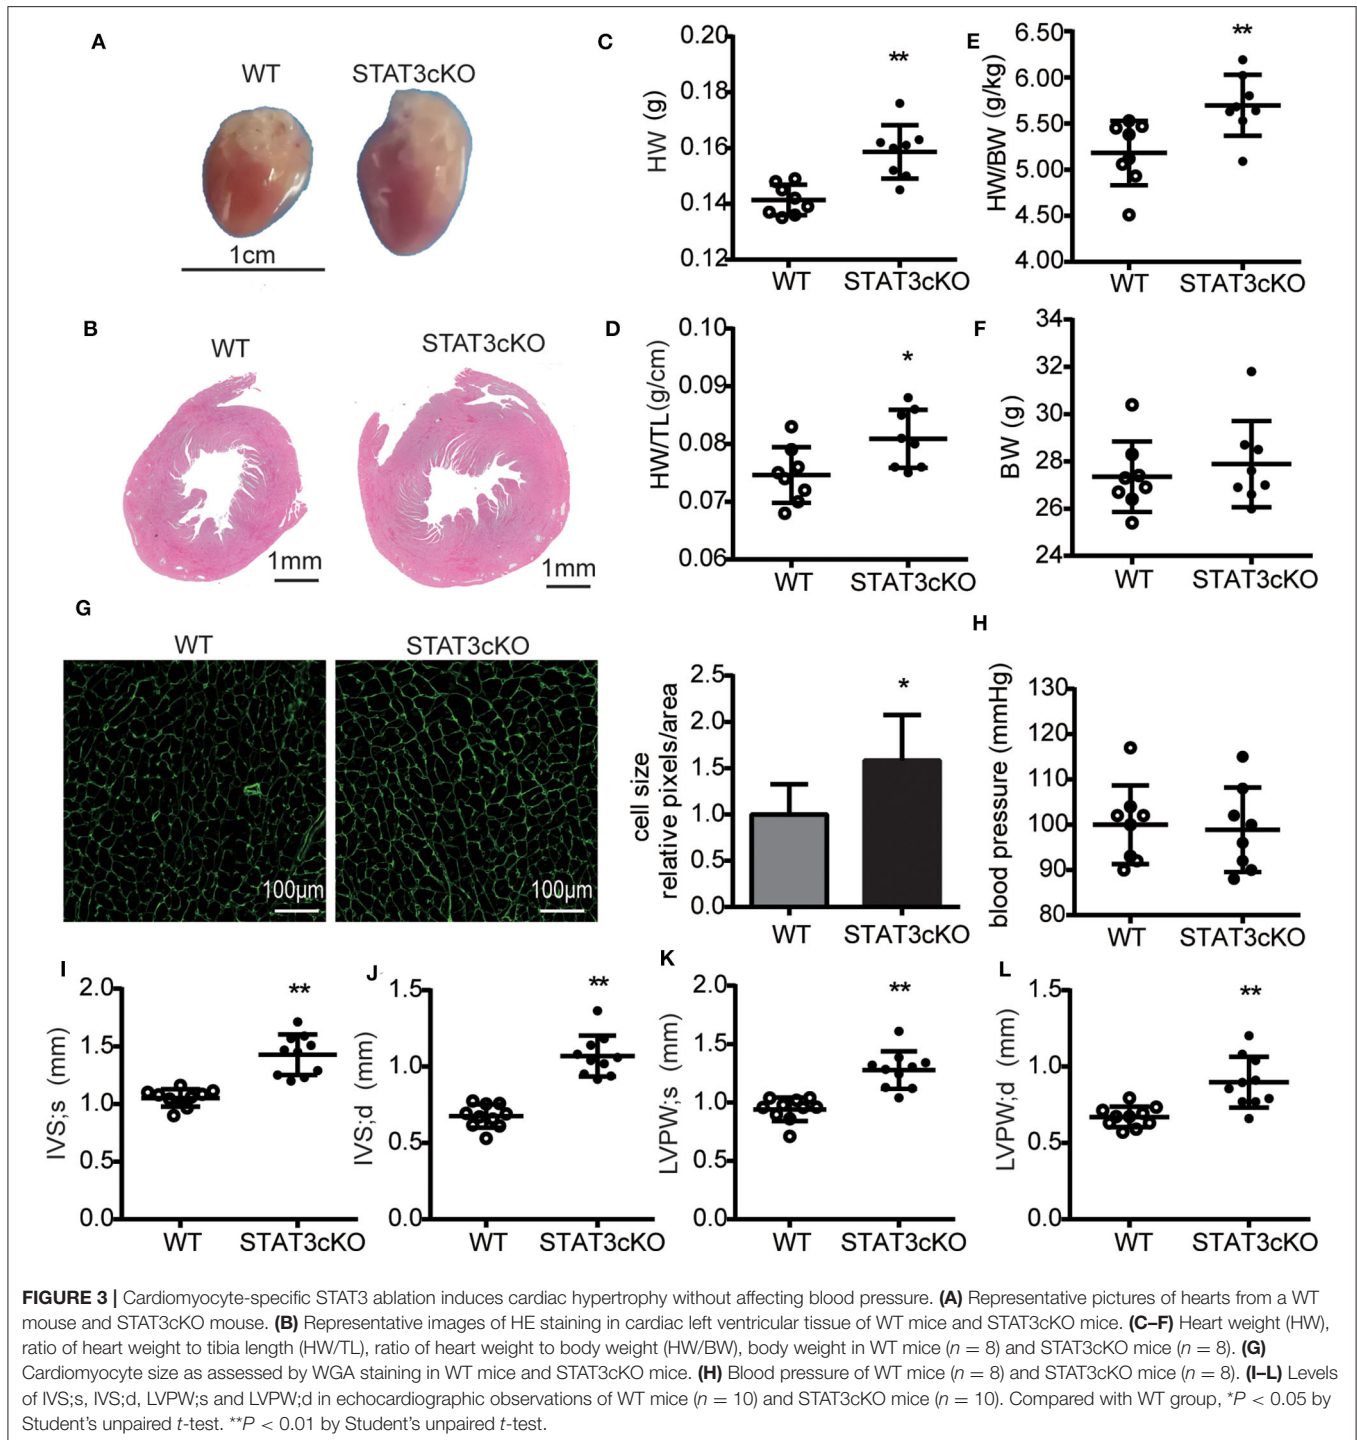 A
WT
STAT3cKO
1cm
B
WT
STAT3cKO
1mm
1mm
C
HW (g)
0.20
0.18
0.16
0.14
0.12
**
WT
STAT3cKO
E
HW/BW (g/kg)
6.50
6.00
5.50
5.00
4.50
4.00
**
WT
STAT3cKO
D
HW/TL(g/cm)
0.10
0.09
0.08
0.07
0.06
*
WT
STAT3cKO
F
BW (g)
34
32
30
28
26
24
WT
STAT3cKO
G
WT
STAT3cKO
100μm
100μm
cell size
relative pixels/area
2.5
2.0
1.5
1.0
0.5
0.0
*
WT
STAT3cKO
H
blood pressure (mmHg)
130
120
110
100
90
80
WT
STAT3cKO
I
IVS;s (mm)
2.0
1.5
1.0
0.5
0.0
**
WT
STAT3cKO
J
IVS;d (mm)
1.5
1.0
0.5
0.0
**
WT
STAT3cKO
K
LVPW;s (mm)
2.0
1.5
1.0
0.5
0.0
**
WT
STAT3cKO
L
LVPW;d (mm)
1.5
1.0
0.5
0.0
**
WT
STAT3cKO
FIGURE 3 | Cardiomyocyte-specific STAT3 ablation induces cardiac hypertrophy without affecting blood pressure. (A) Representative pictures of hearts from a WT
mouse and STAT3cKO mouse. (B) Representative images of HE staining in cardiac left ventricular tissue of WT mice and STAT3cKO mice. (C–F) Heart weight (HW),
ratio of heart weight to tibia length (HW/TL), ratio of heart weight to body weight (HW/BW), body weight in WT mice (n = 8) and STAT3cKO mice (n = 8). (G)
Cardiomyocyte size as assessed by WGA staining in WT mice and STAT3cKO mice. (H) Blood pressure of WT mice (n = 8) and STAT3cKO mice (n = 8). (I–L) Levels
of IVS;s, IVS;d, LVPW;s and LVPW;d in echocardiographic observations of WT mice (n = 10) and STAT3cKO mice (n = 10). Compared with WT group, *P < 0.05 by
Student's unpaired t-test. **P < 0.01 by Student's unpaired t-test.